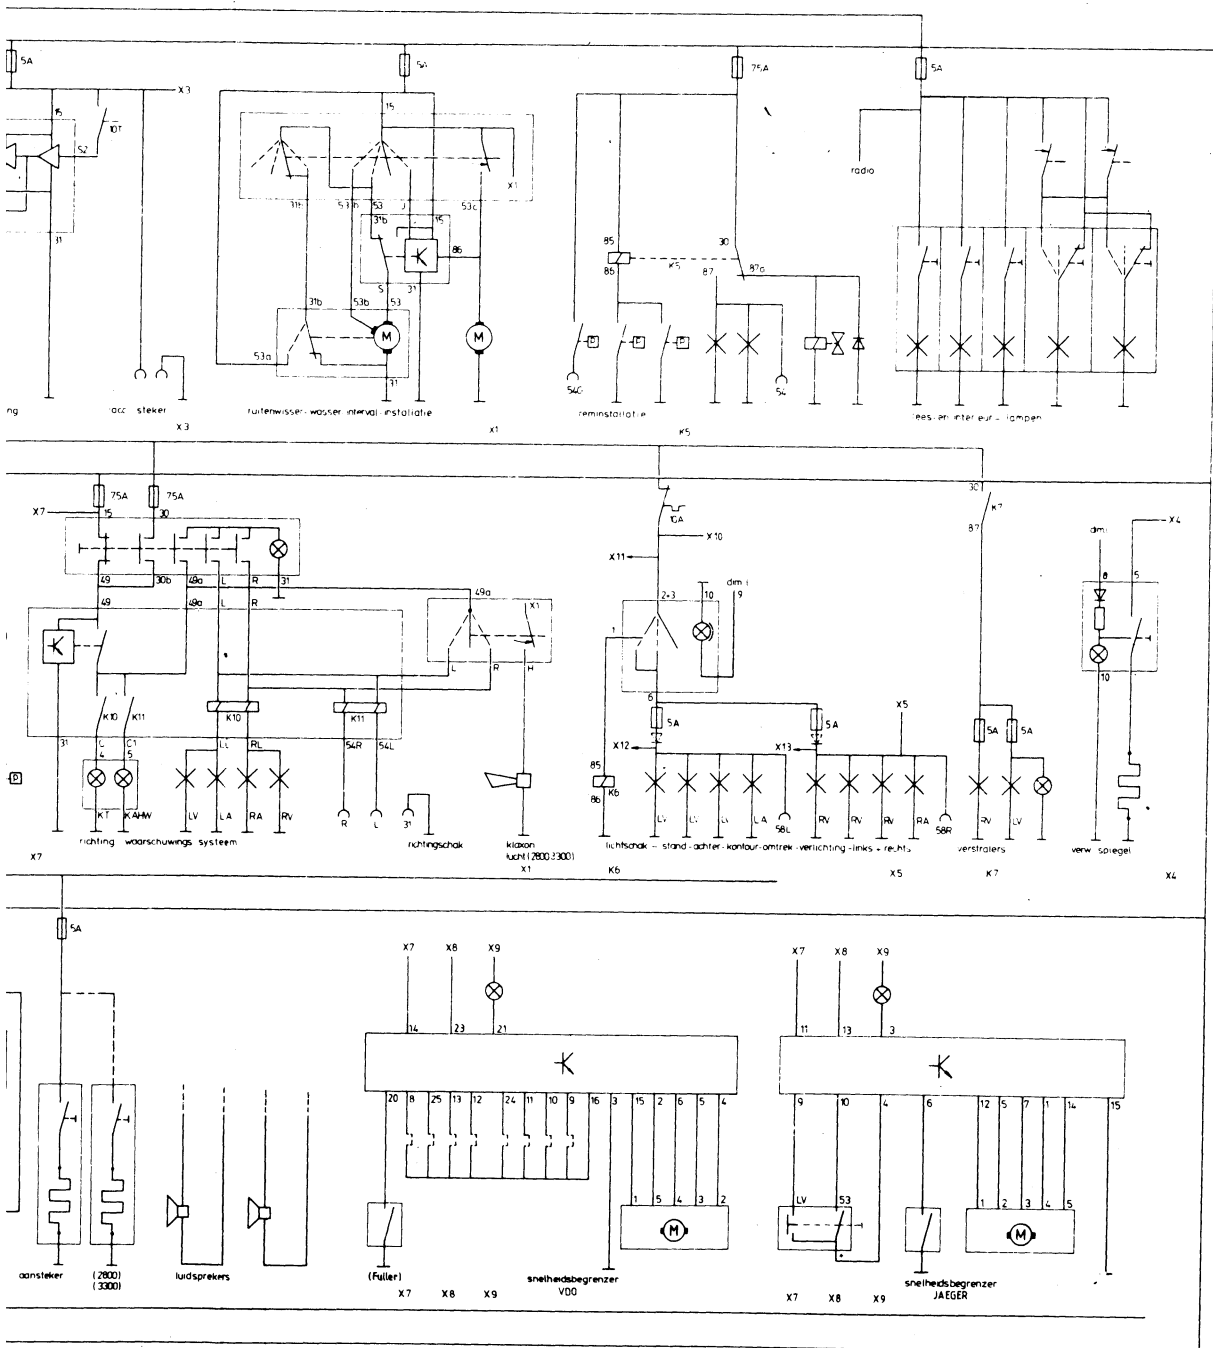 5A
5A
75A
5A
X3
15
10T
15
52
radio
X1
31b
53b
53
J
53c
31b
15
86
85
30
K5
86
87
87a
31
S
31
31b
53b
53
53a
M
M
P
P
P
31
54G
54
acc steker
ruitenwisser-wasser interval-installatie
reminstallatie
X3
X1
K5
75A
75A
X7
15
30
10A
X10
30
K7
87
X4
X11
dim
49
30b
49a
L
R
31
49a
2+3
10
9
8
5
49
49a
L
R
X1
1
L
R
H
10
6
K10
K11
K10
K11
5A
5A
X5
5A
5A
31
C
C1
LL
RL
54R
54L
X12
X13
4
5
85
K6
86
P
KT
KAHW
LV
LA
RA
RV
R
L
31
LV
LV
LV
LA
58L
RV
RV
RV
RA
58R
RV
LV
richting waarschuwings systeem
richtingschak
klaxon
lucht (2800-3300)
lichtschak - stand-achter-kontour-omtrek-verlichting-links + rechts
verstralers
verw spiegel
X7
X1
K6
X5
K7
X4
5A
X7
X8
X9
X7
X8
X9
14
23
21
11
13
3
20
8
25
13
12
24
11
10
9
16
3
15
2
6
5
4
9
10
4
6
12
5
7
1
14
15
1
5
4
3
2
LV
53
1
2
3
4
5
M
M
aansteker
(2800)
(3300)
luidsprekers
(Fuller)
snelheidsbegrenzer
VDO
snelheidsbegrenzer
JAEGER
X7
X8
X9
X7
X8
X9